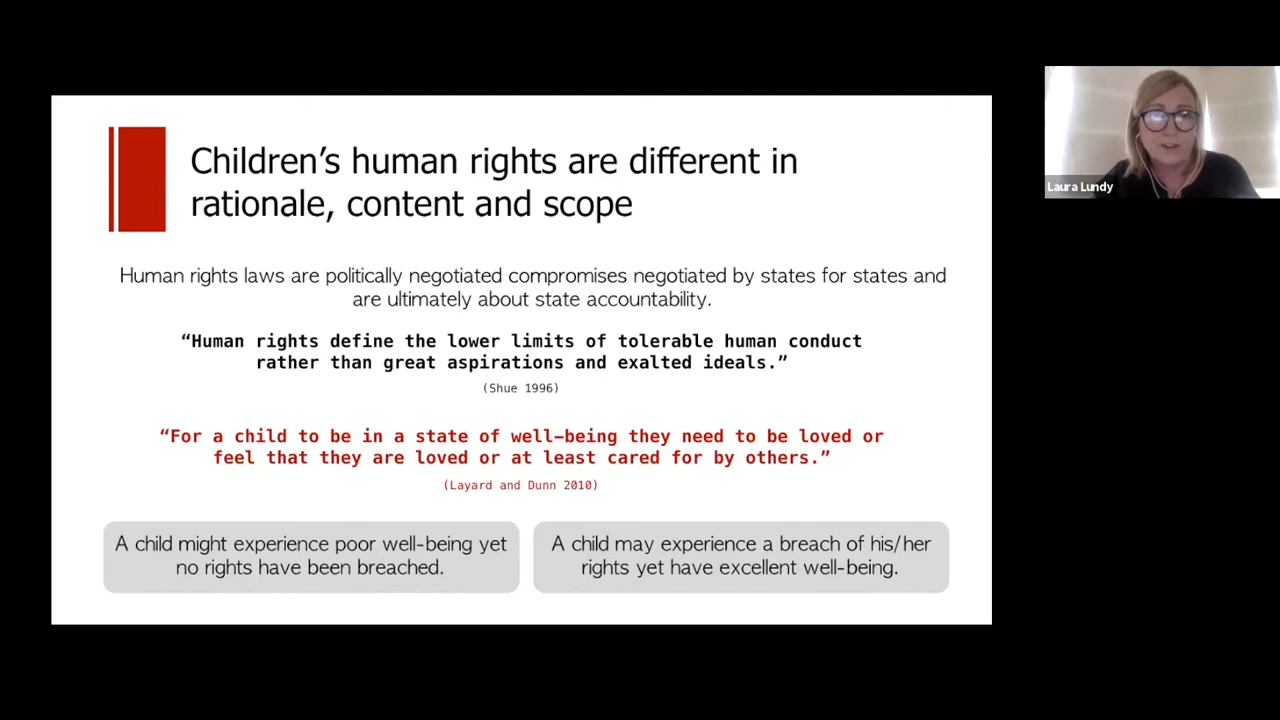 Children’s human rights are different in
rationale, content and scope
Human rights laws are politically negotiated compromises negotiated by states for states and
are ultimately about state accountability.
“Human rights define the lower limits of tolerable human conduct
rather than great aspirations and exalted ideals.”
(Shue 1996)
“For a child to be in a state of well-being they need to be loved or
feel that they are loved or at least cared for by others.”
(Layard and Dunn 2010)
A child might experience poor well-being yet
no rights have been breached.
A child may experience a breach of his/her
rights yet have excellent well-being.
Laura Lundy